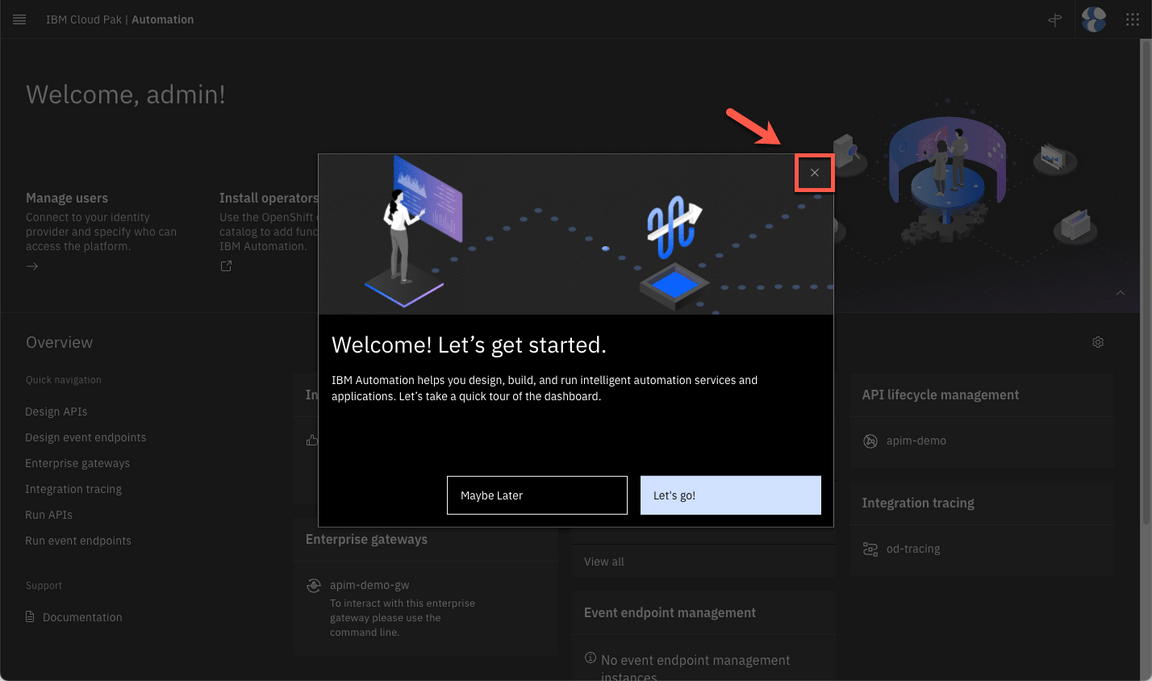 IBM Cloud Pak | Automation
Welcome, admin!
Manage users
Connect to your identity
provider and specify who can
access the platform.
Install operators
Use the OpenShift
catalog to add func
IBM Automation.
Welcome! Let’s get started.
IBM Automation helps you design, build, and run intelligent automation services and
applications. Let’s take a quick tour of the dashboard.
Maybe Later
Let's go!
Overview
Quick navigation
Design APIs
Design event endpoints
Enterprise gateways
Integration tracing
Run APIs
Run event endpoints
Support
Documentation
In
Enterprise gateways
apim-demo-gw
To interact with this enterprise
gateway please use the
command line.
View all
Event endpoint management
No event endpoint management
instances
API lifecycle management
apim-demo
Integration tracing
od-tracing